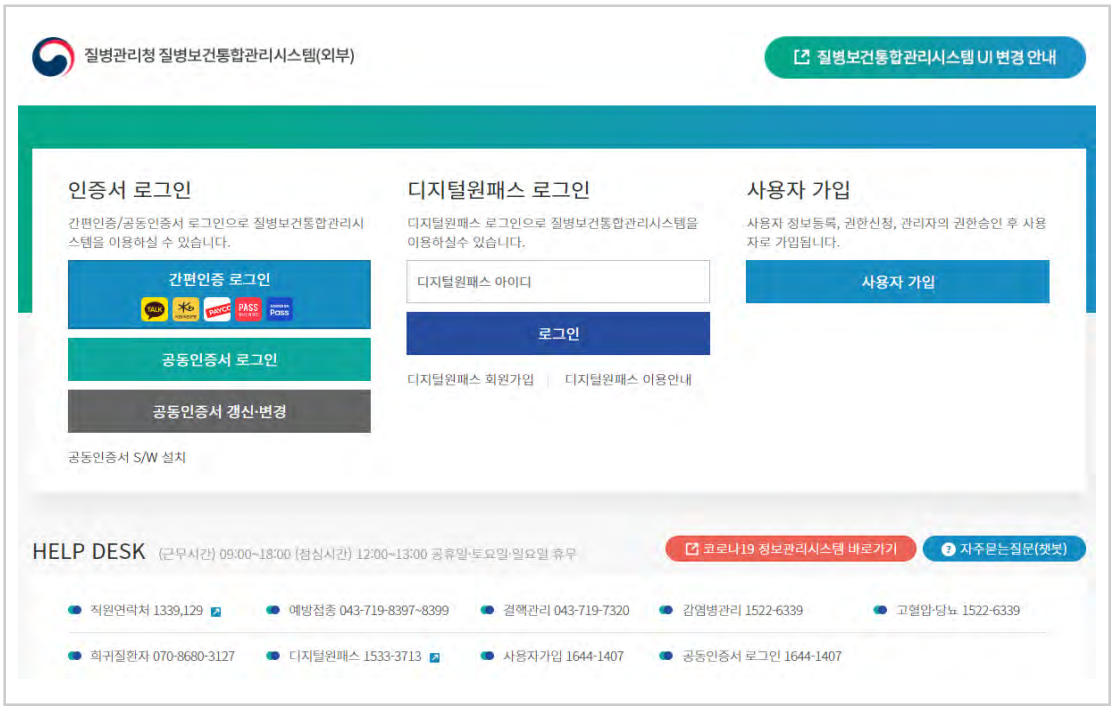 질병관리청 질병보건통합관리시스템(외부)
질병보건통합관리시스템 UI 변경 안내
인증서 로그인
간편인증/공동인증서 로그인으로 질병보건통합관리시
스템을 이용하실 수 있습니다.
간편인증 로그인
TALK
PAYCO
PASS
Pass
공동인증서 로그인
공동인증서 갱신·변경
공동인증서 S/W 설치
디지털원패스 로그인
디지털원패스 로그인으로 질병보건통합관리시스템을
이용하실수 있습니다.
디지털원패스 아이디
로그인
디지털원패스 회원가입
디지털원패스 이용안내
사용자 가입
사용자 정보등록, 권한신청, 관리자의 권한승인 후 사용
자로 가입됩니다.
사용자 가입
HELP DESK (근무시간) 09:00~18:00 (점심시간) 12:00~13:00 공휴일·토요일·일요일 휴무
코로나19 정보관리시스템 바로가기
자주묻는질문(챗봇)
직원연락처 1339,129
예방접종 043-719-8397~8399
결핵관리 043-719-7320
감염병관리 1522-6339
고혈압·당뇨 1522-6339
희귀질환자 070-8680-3127
디지털원패스 1533-3713
사용자가입 1644-1407
공동인증서 로그인 1644-1407